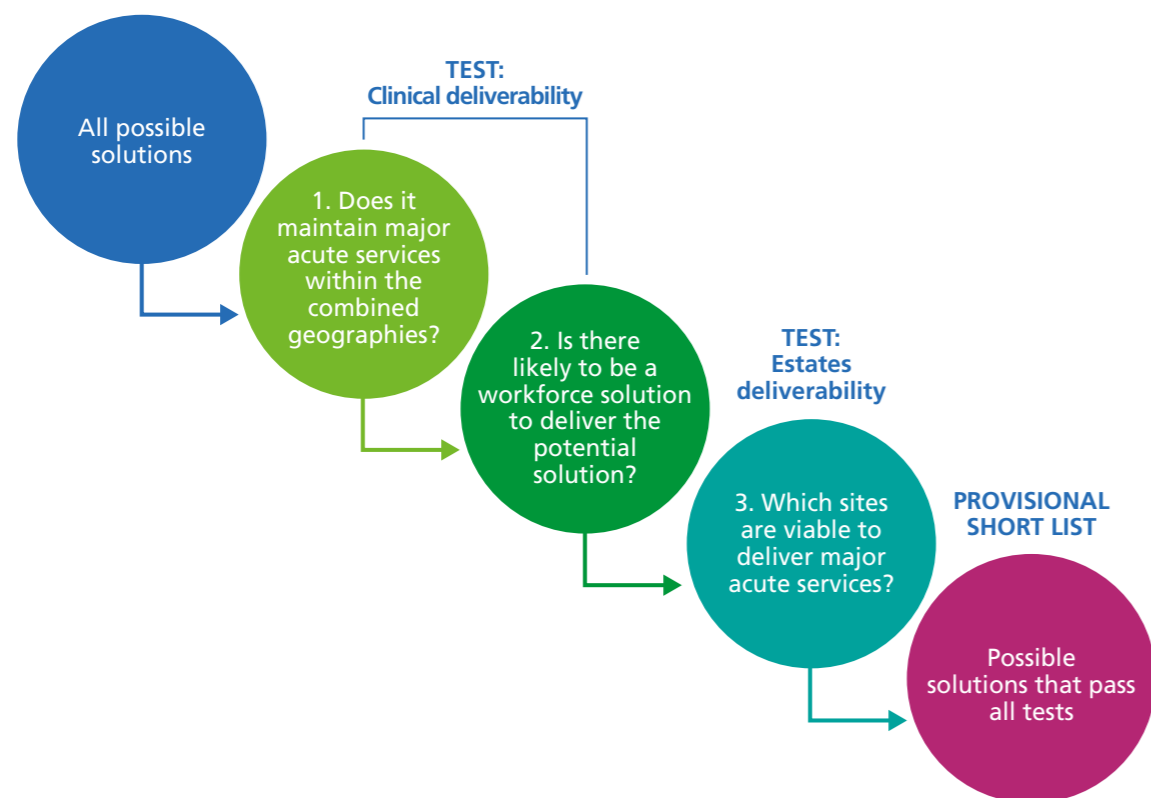 All possible
solutions
TEST:
Clinical deliverability
1. Does it
maintain major
acute services
within the
combined
geographies?
2. Is there
likely to be a
workforce solution
to deliver the
potential
solution?
TEST:
Estates
deliverability
3. Which sites
are viable to
deliver major
acute services?
PROVISIONAL
SHORT LIST
Possible
solutions that pass
all tests